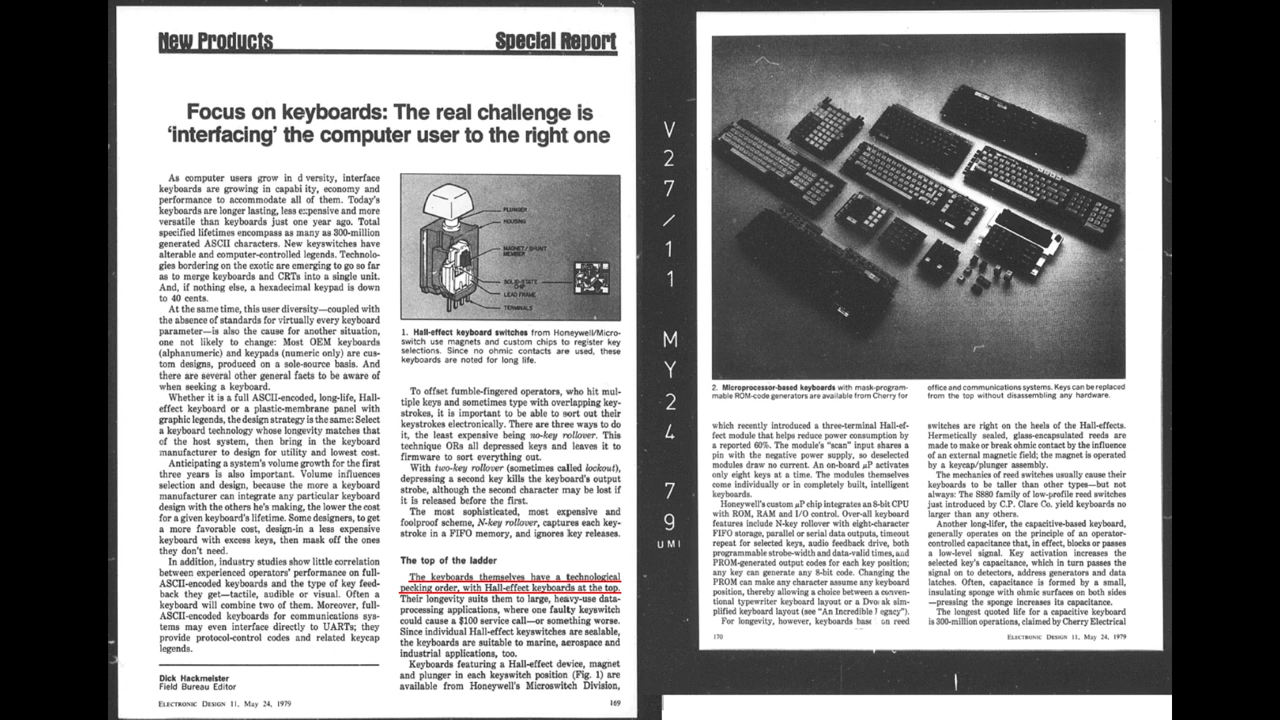 New Products
Special Report
Focus on keyboards: The real challenge is
‘interfacing’ the computer user to the right one
As computer users grow in d versity, interface
keyboards are growing in capabi ity, economy and
performance to accommodate all of them. Today's
keyboards are longer lasting, less expensive and more
versatile than keyboards just one year ago. Total
specified lifetimes encompass as many as 300-million
generated ASCII characters. New keyswitches have
alterable and computer-controlled legends. Technolo-
gies bordering on the exotic are emerging to go so far
as to merge keyboards and CRTs into a single unit.
And, if nothing else, a hexadecimal keypad is down
to 40 cents.
At the same time, this user diversity—coupled with
the absence of standards for virtually every keyboard
parameter—is also the cause for another situation,
one not likely to change: Most OEM keyboards
(alphanumeric) and keypads (numeric only) are cus-
tom designs, produced on a sole-source basis. And
there are several other general facts to be aware of
when seeking a keyboard.
Whether it is a full ASCII-encoded, long-life, Hall-
effect keyboard or a plastic-membrane panel with
graphic legends, the design strategy is the same: Select
a keyboard technology whose longevity matches that
of the host system, then bring in the keyboard
manufacturer to design for utility and lowest cost.
Anticipating a system's volume growth for the first
three years is also important. Volume influences
selection and design, because the more a keyboard
manufacturer can integrate any particular keyboard
design with the others he's making, the lower the cost
for a given keyboard's lifetime. Some designers, to get
a more favorable cost, design-in a less expensive
keyboard with excess keys, then mask off the ones
they don't need.
In addition, industry studies show little correlation
between experienced operators' performance on full-
ASCII-encoded keyboards and the type of key feed-
back they get—tactile, audible or visual. Often a
keyboard will combine two of them. Moreover, full-
ASCII-encoded keyboards for communications sys-
tems may even interface directly to UARTs; they
provide protocol-control codes and related keycap
legends.
Dick Hackmeister
Field Bureau Editor
ELECTRONIC DESIGN 11, May 24, 1979
PLUNGER
HOUSING
MAGNET/SHUNT
MEMBER
SOLID-STATE
CHIP
LEAD FRAME
TERMINALS
1. Hall-effect keyboard switches from Honeywell/Micro-
switch use magnets and custom chips to register key
selections. Since no ohmic contacts are used, these
keyboards are noted for long life.
To offset fumble-fingered operators, who hit mul-
tiple keys and sometimes type with overlapping key-
strokes, it is important to be able to sort out their
keystrokes electronically. There are three ways to do
it, the least expensive being no-key rollover. This
technique ORs all depressed keys and leaves it to
firmware to sort everything out.
With two-key rollover (sometimes called lockout),
depressing a second key kills the keyboard's output
strobe, although the second character may be lost if
it is released before the first.
The most sophisticated, most expensive and
foolproof scheme, N-key rollover, captures each key-
stroke in a FIFO memory, and ignores key releases.
The top of the ladder
The keyboards themselves have a technological
pecking order, with Hall-effect keyboards at the top.
Their longevity suits them to large, heavy-use data-
processing applications, where one faulty keyswitch
could cause a $100 service call—or something worse.
Since individual Hall-effect keyswitches are sealable,
the keyboards are suitable to marine, aerospace and
industrial applications, too.
Keyboards featuring a Hall-effect device, magnet
and plunger in each keyswitch position (Fig. 1) are
available from Honeywell's Microswitch Division,
169
V
2
7
/
1
1
M
Y
2
4
7
9
UMI
2. Microprocessor-based keyboards with mask-program-
mable ROM-code generators are available from Cherry for
office and communications systems. Keys can be replaced
from the top without disassembling any hardware.
which recently introduced a three-terminal Hall-ef-
fect module that helps reduce power consumption by
a reported 60%. The module's “scan” input shares a
pin with the negative power supply, so deselected
modules draw no current. An on-board μP activates
only eight keys at a time. The modules themselves
come individually or in completely built, intelligent
keyboards.
Honeywell's custom μP chip integrates an 8-bit CPU
with ROM, RAM and I/O control. Over-all keyboard
features include N-key rollover with eight-character
FIFO storage, parallel or serial data outputs, timeout
repeat for selected keys, audio feedback drive, both
programmable strobe-width and data-valid times, and
PROM-generated output codes for each key position;
any key can generate any 8-bit code. Changing the
PROM can make any character assume any keyboard
position, thereby allowing a choice between a conven-
tional typewriter keyboard layout or a Dvorak sim-
plified keyboard layout (see “An Incredible egacy”).
For longevity, however, keyboards base on reed
170
switches are right on the heels of the Hall-effects.
Hermetically sealed, glass-encapsulated reeds are
made to make or break ohmic contact by the influence
of an external magnetic field; the magnet is operated
by a keycap/plunger assembly.
The mechanics of reed switches usually cause their
keyboards to be taller than other types—but not
always: The S880 family of low-profile reed switches
just introduced by C.P. Clare Co. yield keyboards no
larger than any others.
Another long-lifer, the capacitive-based keyboard,
generally operates on the principle of an operator-
controlled capacitance that, in effect, blocks or passes
a low-level signal. Key activation increases the
selected key's capacitance, which in turn passes the
signal on to detectors, address generators and data
latches. Often, capacitance is formed by a small,
insulating sponge with ohmic surfaces on both sides
—pressing the sponge increases its capacitance.
The longest quoted life for a capacitive keyboard
is 300-million operations, claimed by Cherry Electrical
ELECTRONIC DESIGN 11, May 24, 1979